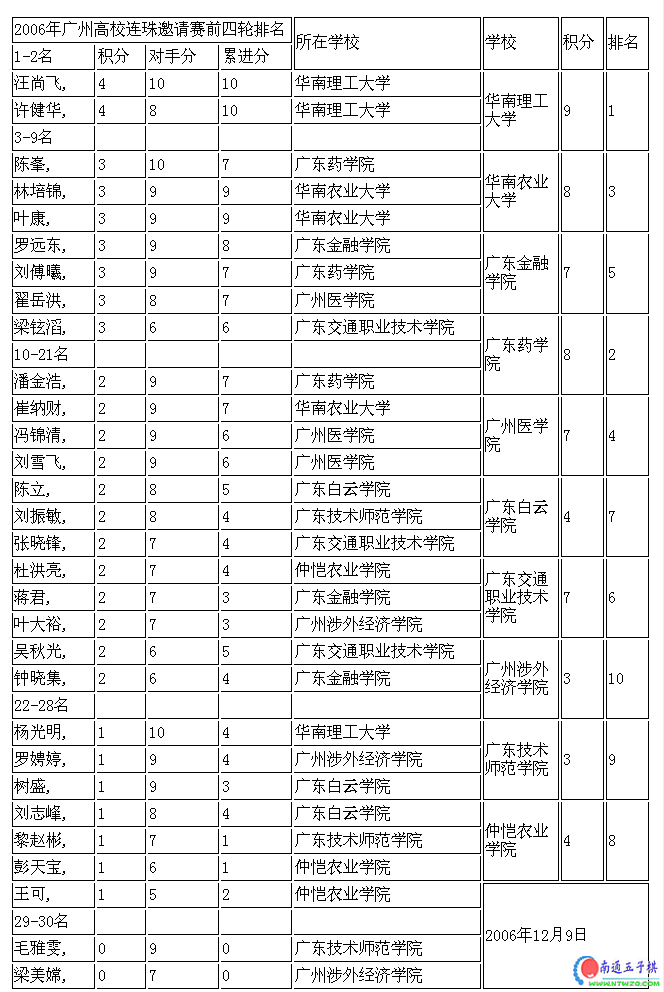 2006年广州高校连珠邀请赛前四轮排名 所在学校 学校 积分 排名
1-2名 积分 对手分 累进分
汪尚飞, 4 10 10 华南理工大学
许健华, 4 8 10 华南理工大学
华南理工大学 9 1
3-9名
陈峯, 3 10 7 广东药学院
林培锦, 3 9 9 华南农业大学
叶康, 3 9 9 华南农业大学
华南农业大学 8 3
罗远东, 3 9 8 广东金融学院
刘傅曦, 3 9 7 广东药学院
翟岳洪, 3 8 7 广州医学院
广东金融学院 7 5
梁铉滔, 3 6 6 广东交通职业技术学院
10-21名
潘金浩, 2 9 7 广东药学院
广东药学院 8 2
崔纳财, 2 9 7 华南农业大学
冯锦清, 2 9 6 广州医学院
刘雪飞, 2 9 6 广州医学院
广州医学院 7 4
陈立, 2 8 5 广东白云学院
刘振敏, 2 8 4 广东技术师范学院
张晓锋, 2 7 4 广东交通职业技术学院
广东白云学院 4 7
杜洪亮, 2 7 4 仲恺农业学院
蒋君, 2 7 3 广东金融学院
叶大裕, 2 7 3 广州涉外经济学院
广东交通职业技术学院 7 6
吴秋光, 2 6 5 广东交通职业技术学院
钟晓集, 2 6 4 广东金融学院
22-28名
广州涉外经济学院 3 10
杨光明, 1 10 4 华南理工大学
罗娉婷, 1 9 4 广州涉外经济学院
树盛, 1 9 3 广东白云学院
广东技术师范学院 3 9
刘志峰, 1 8 4 广东白云学院
黎赵彬, 1 7 1 广东技术师范学院
彭天宝, 1 6 1 仲恺农业学院
仲恺农业学院 4 8
王可, 1 5 2 仲恺农业学院
29-30名
毛雅雯, 0 9 0 广东技术师范学院
梁美嫦, 0 7 0 广州涉外经济学院
2006年12月9日
南通五子棋
WWW.NTWZQ.COM